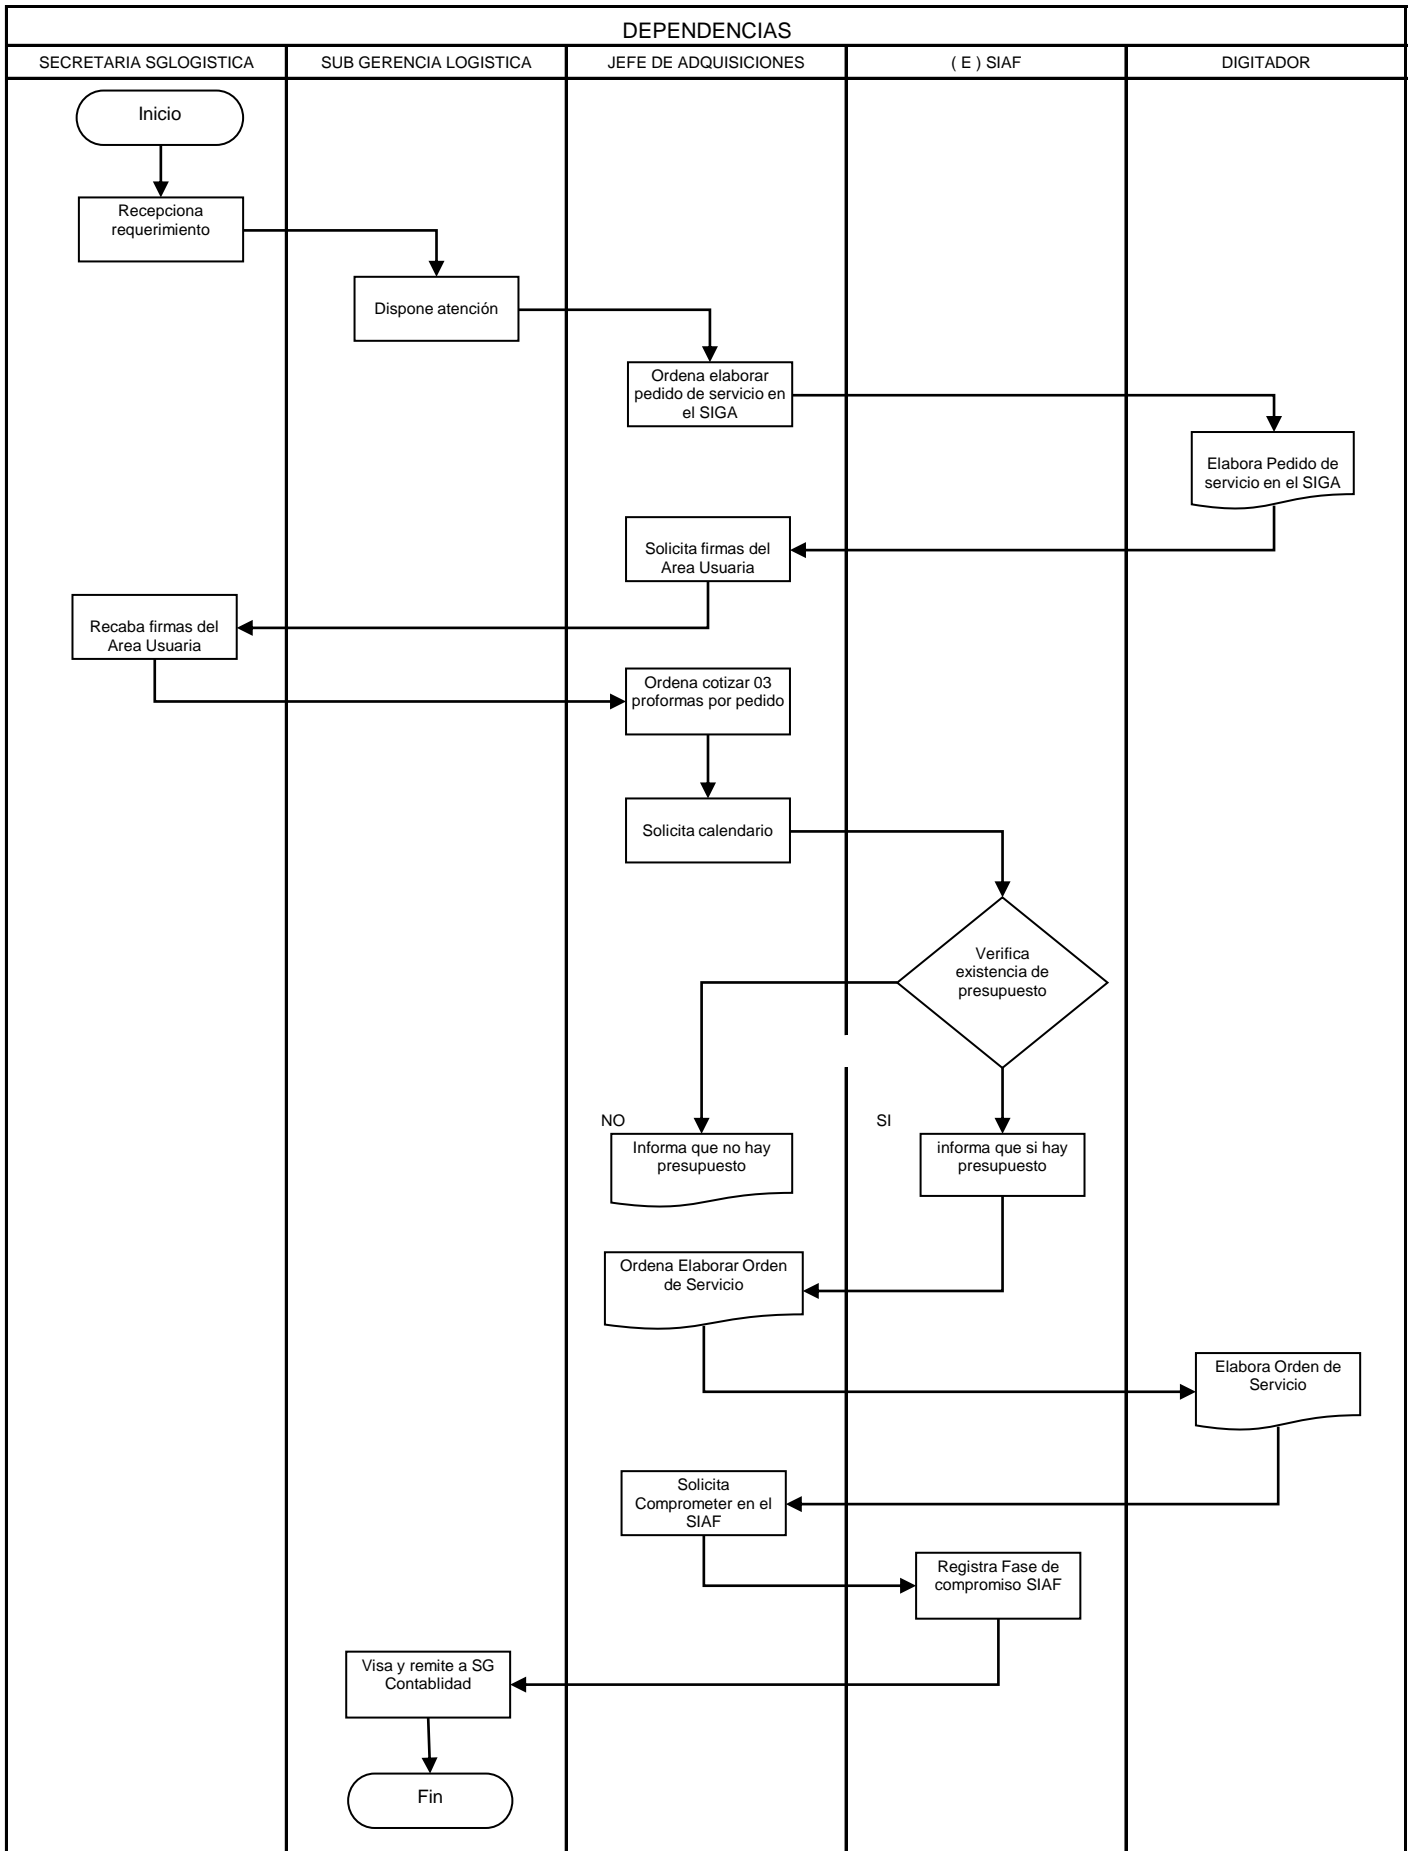 DEPENDENCIAS
SECRETARIA SGLOGISTICA
SUB GERENCIA LOGISTICA
JEFE DE ADQUISICIONES
( E ) SIAF
DIGITADOR
Inicio
Recepciona
requerimiento
Dispone atención
Ordena elaborar
pedido de servicio en
el SIGA
Elabora Pedido de
servicio en el SIGA
Solicita firmas del
Area Usuaria
Recaba firmas del
Area Usuaria
Ordena cotizar 03
proformas por pedido
Solicita calendario
Verifica
existencia de
presupuesto
NO
SI
Informa que no hay
presupuesto
informa que si hay
presupuesto
Ordena Elaborar Orden
de Servicio
Elabora Orden de
Servicio
Solicita
Comprometer en el
SIAF
Registra Fase de
compromiso SIAF
Visa y remite a SG
Contablidad
Fin